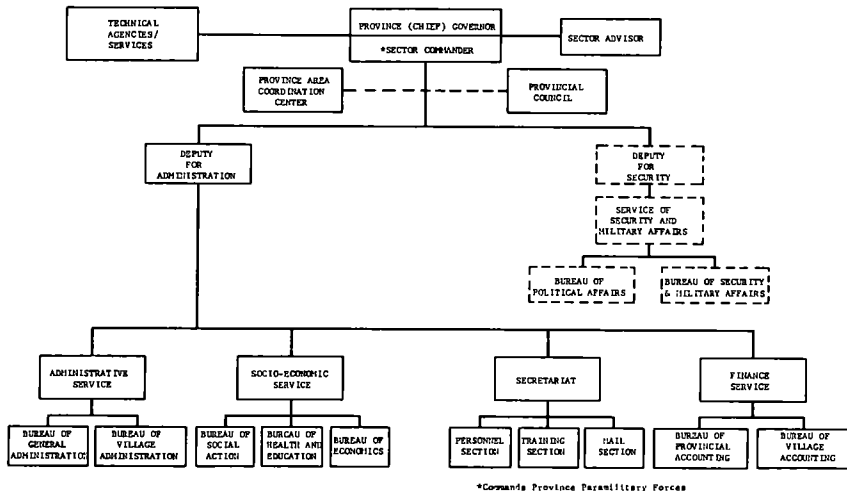 TECHNICAL
AGENCIES/
SERVICES
PROVINCE (CHIEF) GOVERNOR
*SECTOR COMMANDER
SECTOR ADVISOR
PROVINCE AREA
COORDINATION
CENTER
PROVINCIAL
COUNCIL
DEPUTY
FOR
ADMINISTRATION
DEPUTY
FOR
SECURITY
SERVICE OF
SECURITY AND
MILITARY AFFAIRS
BUREAU OF
POLITICAL AFFAIRS
BUREAU OF SECURITY
& MILITARY AFFAIRS
ADMINISTRATIVE
SERVICE
SOCIO-ECONOMIC
SERVICE
SECRETARIAT
FINANCE
SERVICE
BUREAU OF
GENERAL
ADMINISTRATION
BUREAU OF
VILLAGE
ADMINISTRATION
BUREAU OF
SOCIAL
ACTION
BUREAU OF
HEALTH AND
EDUCATION
BUREAU OF
ECONOMICS
PERSONNEL
SECTION
TRAINING
SECTION
MAIL
SECTION
BUREAU OF
PROVINCIAL
ACCOUNTING
BUREAU OF
VILLAGE
ACCOUNTING
*Commands Province Paramilitary Forces